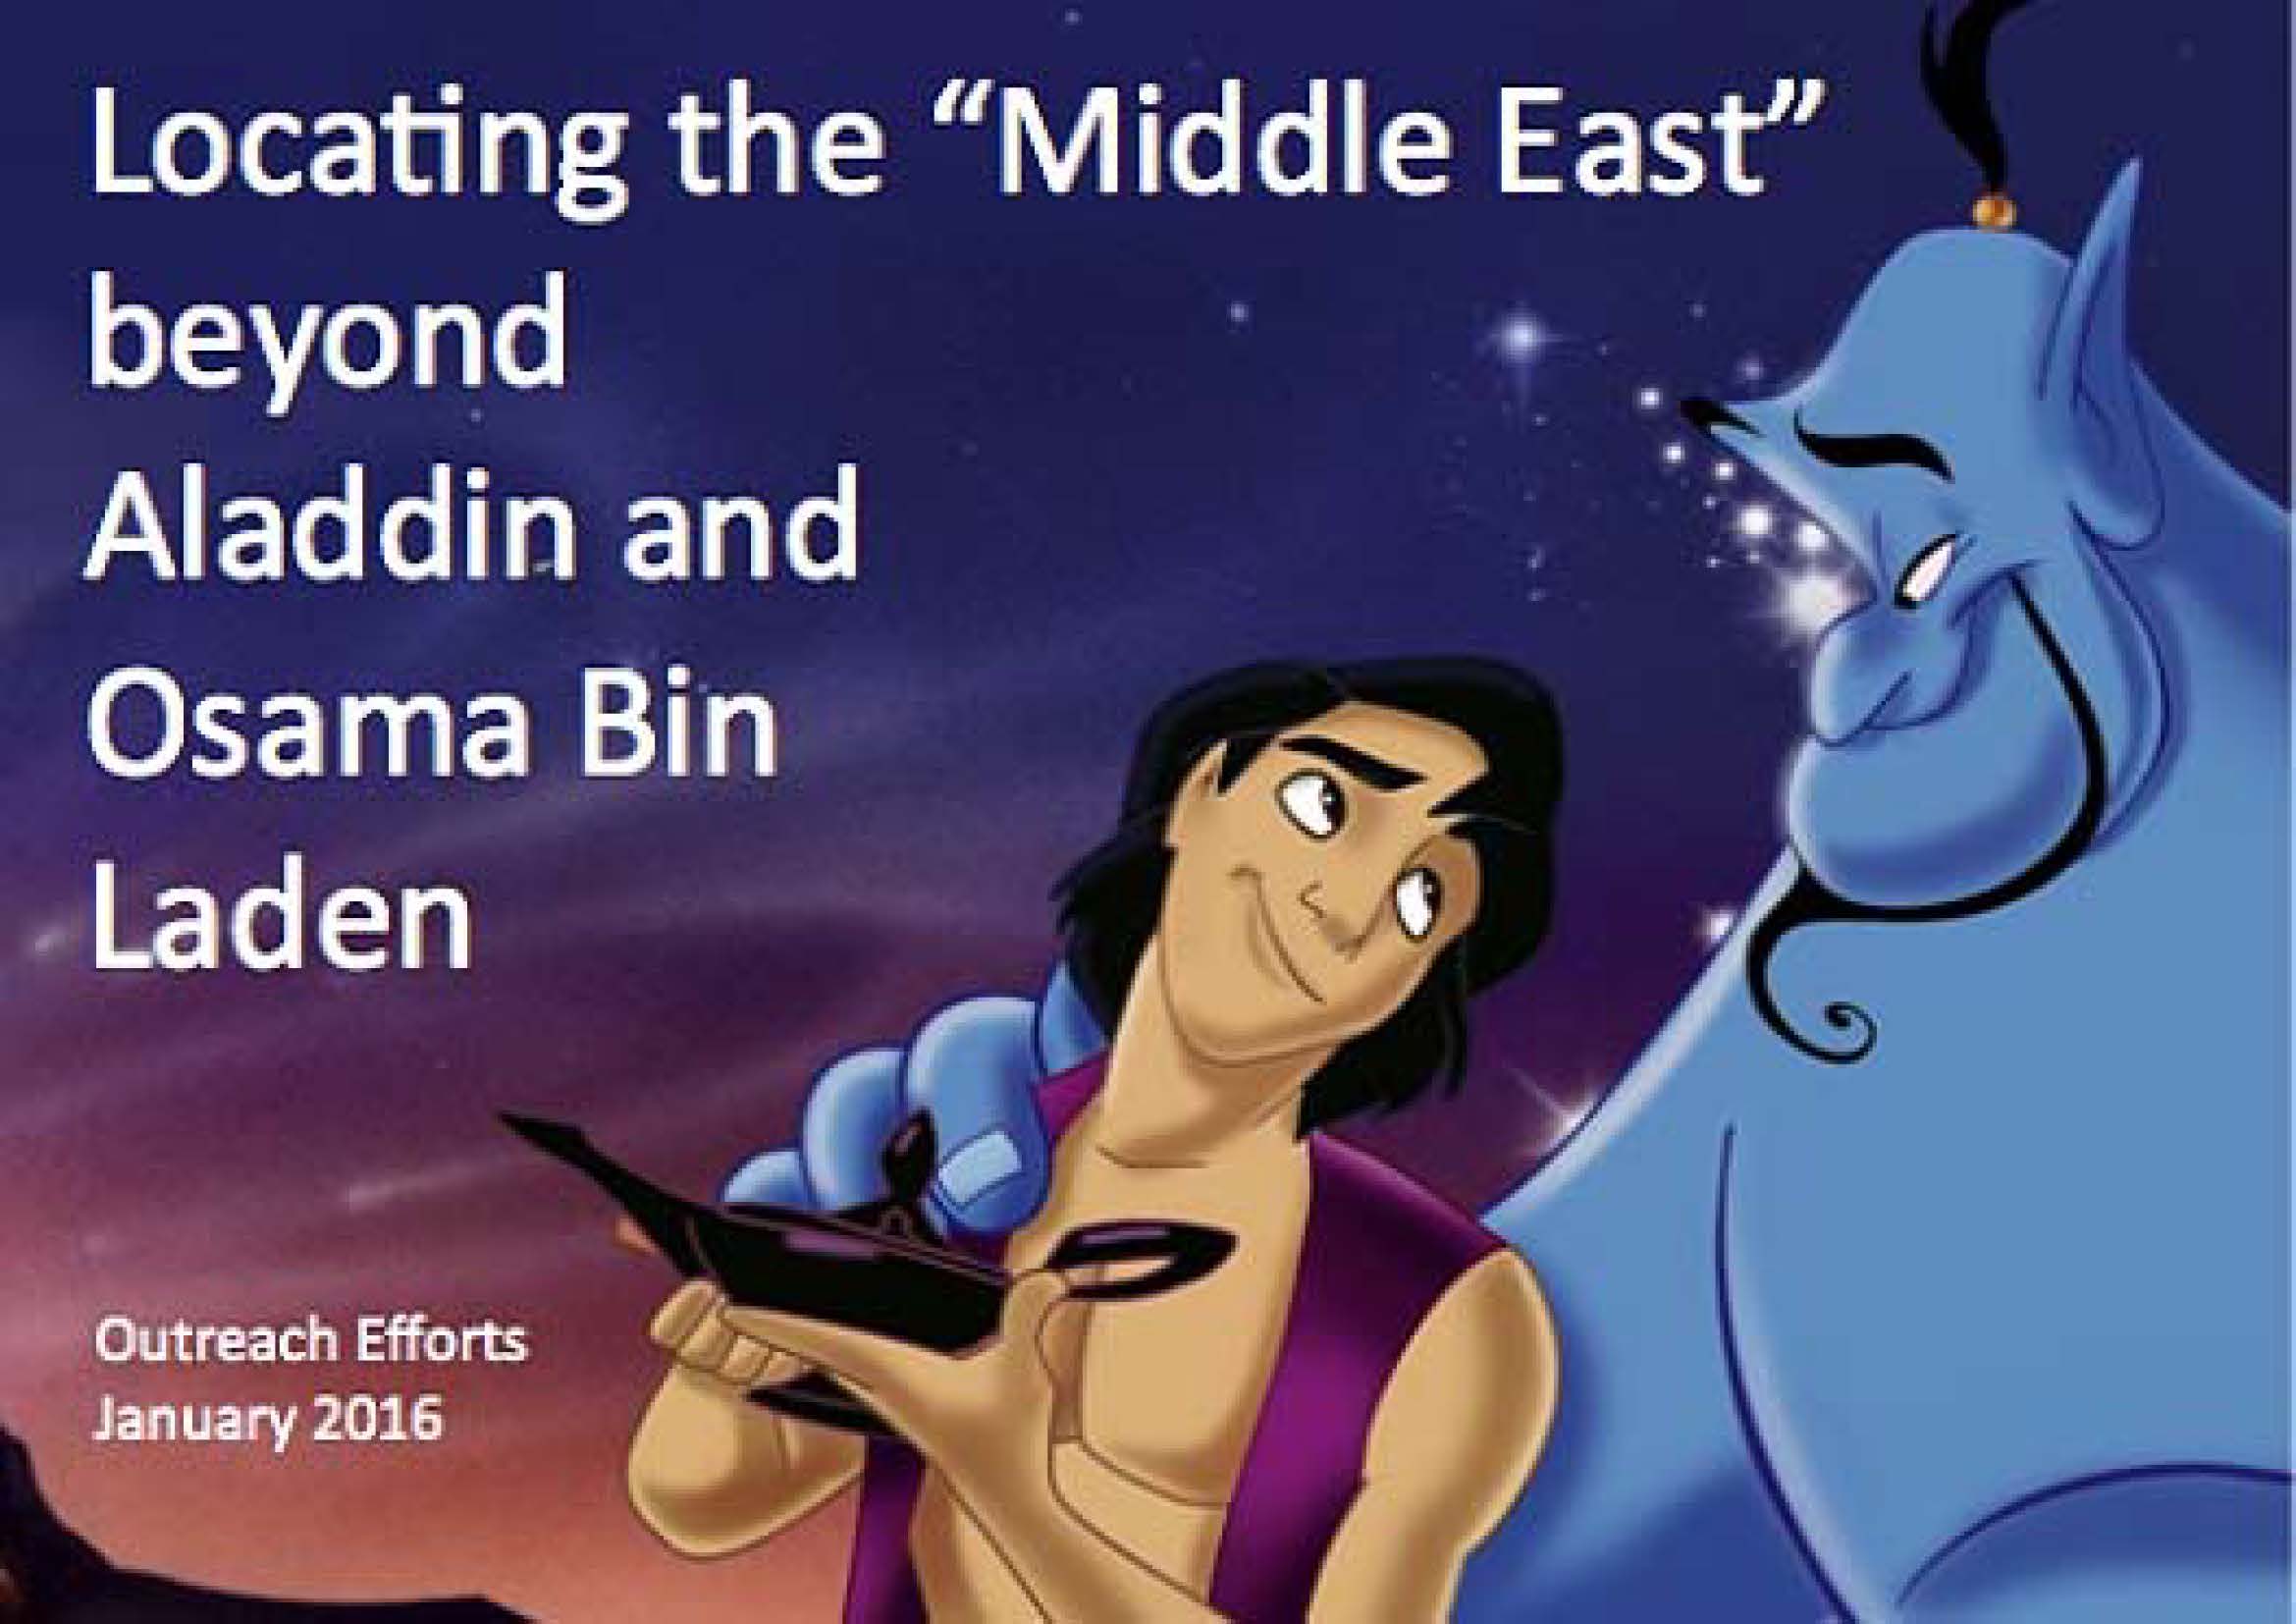 Locating the “Middle East”
beyond
Aladdin and
Osama Bin
Laden
Outreach Efforts
January 2016